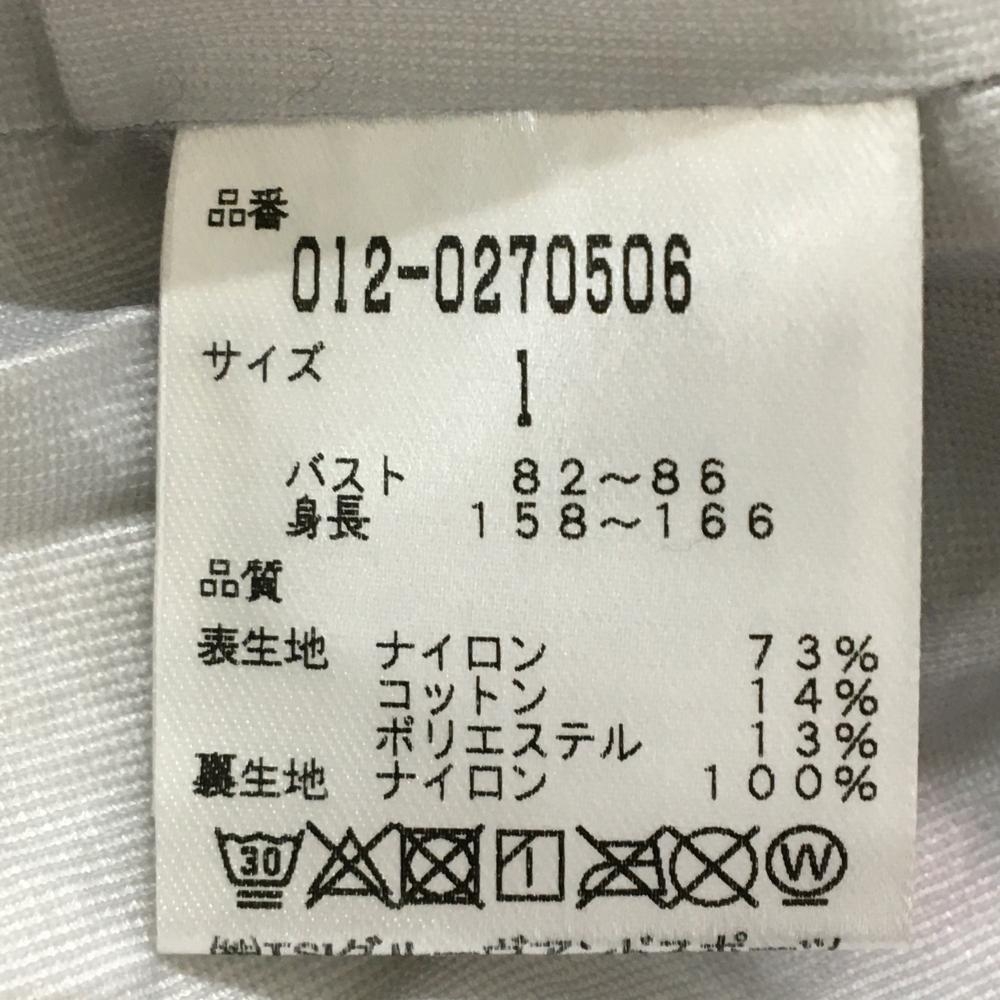 品番
012-0270506
サイズ 1
バスト 82～86
身長 158～166
品質
表生地 ナイロン 73%
コットン 14%
ポリエステル 13%
裏生地 ナイロン 100%
30 W